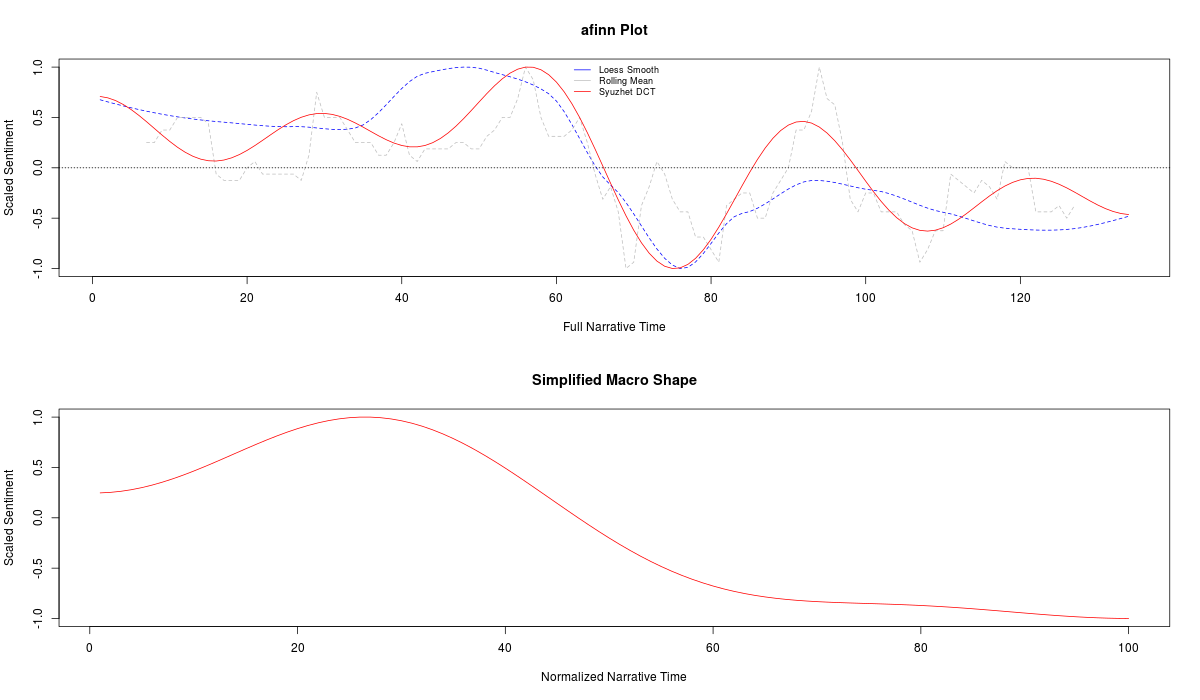 afinn Plot
Loess Smooth
Rolling Mean
Syuzhet DCT
Scaled Sentiment
1.0
0.5
0.0
-0.5
-1.0
0 20 40 60 80 100 120
Full Narrative Time
Simplified Macro Shape
Scaled Sentiment
1.0
0.5
0.0
-0.5
-1.0
0 20 40 60 80 100
Normalized Narrative Time